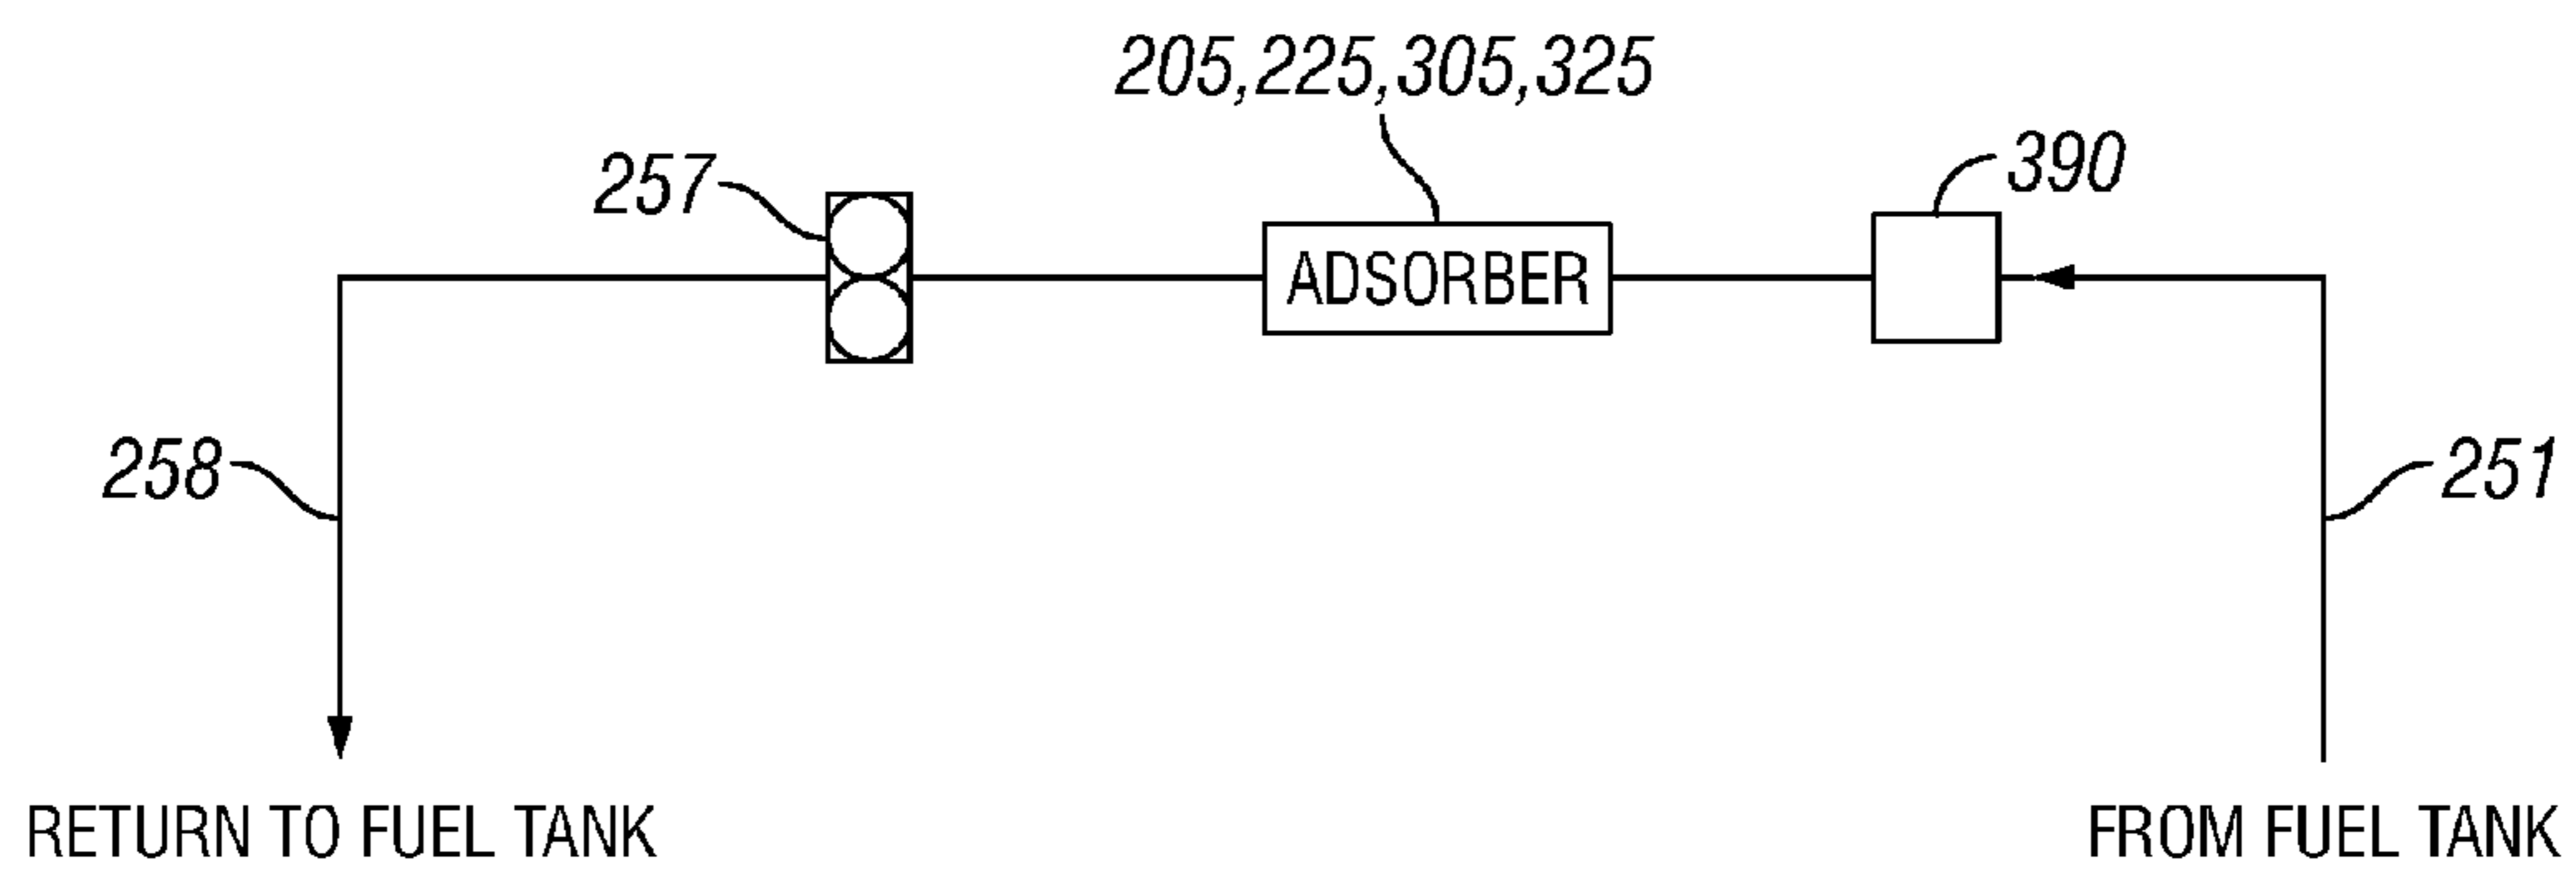 205,225,305,325
390
257
ADSORBER
258
251
RETURN TO FUEL TANK
FROM FUEL TANK